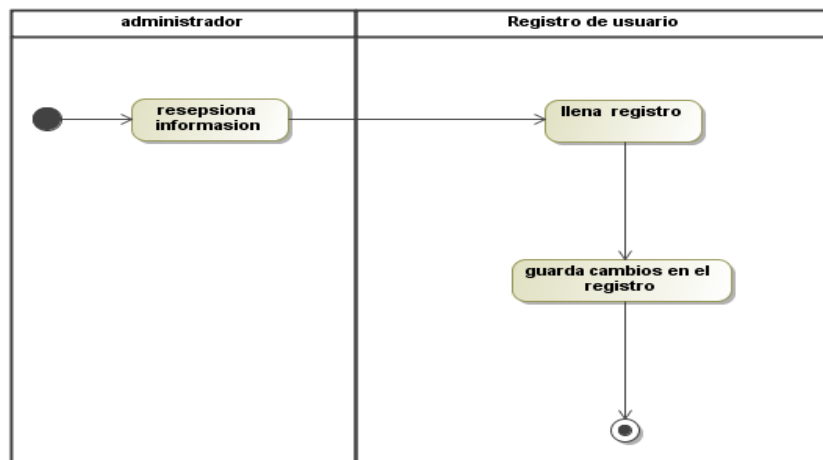 administrador
Registro de usuario
resepsiona
informasion
llena registro
guarda cambios en el
registro